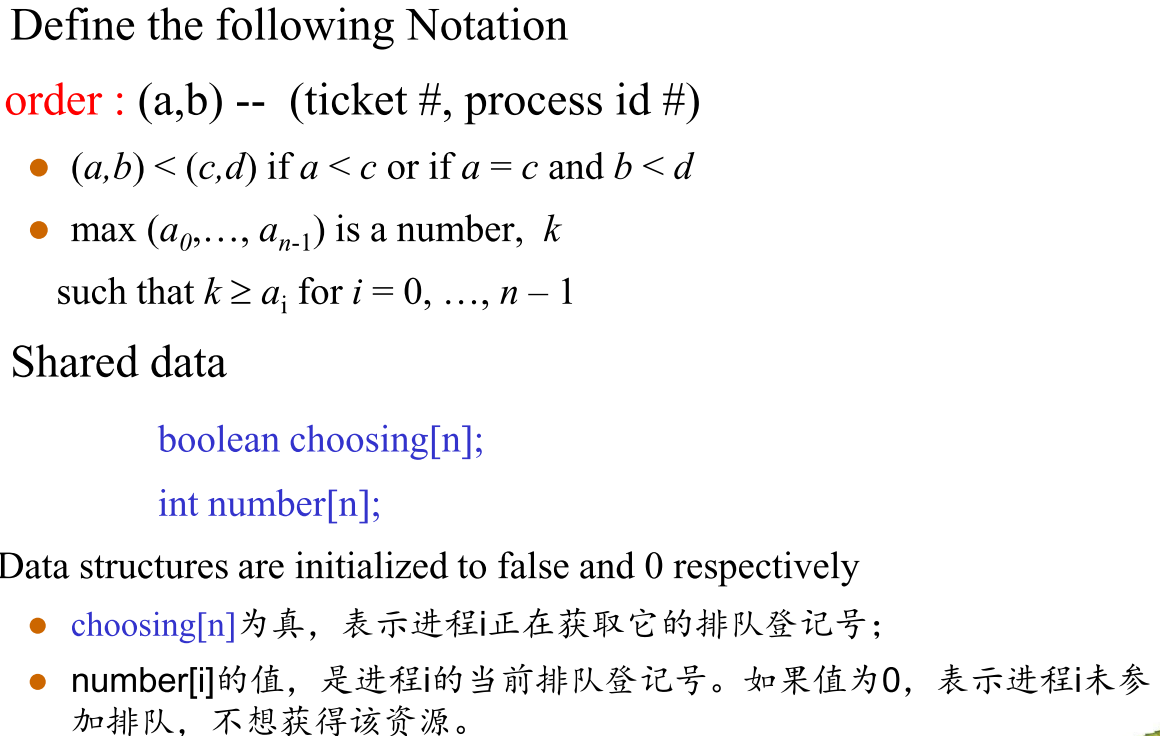 Define the following Notation
order : (a,b) -- (ticket #, process id #)
● (a,b) < (c,d) if a < c or if a = c and b < d
● max (a₀,…, aₙ₋₁) is a number, k
such that k ≥ aᵢ for i = 0, …, n – 1
Shared data
boolean choosing[n];
int number[n];
Data structures are initialized to false and 0 respectively
● choosing[n]为真，表示进程i正在获取它的排队登记号；
● number[i]的值，是进程i的当前排队登记号。如果值为0，表示进程i未参
加排队，不想获得该资源。